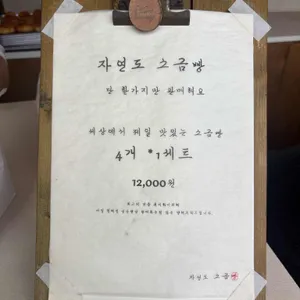 자연도 소금빵
단 한가지만 판매해요
세상에서 제일 맛있는 소금빵
4개 * 1세트
12,000원
자연도 소금